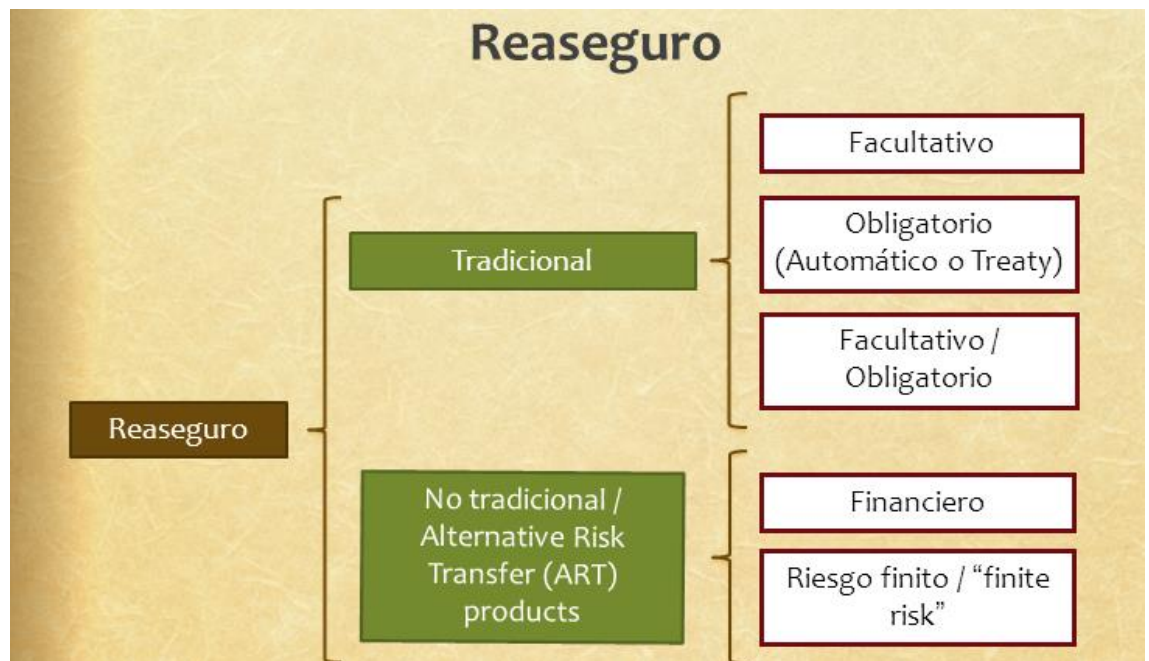 Reaseguro
Facultativo
Obligatorio
(Automático o Treaty)
Tradicional
Facultativo /
Obligatorio
Reaseguro
No tradicional /
Alternative Risk
Transfer (ART)
products
Financiero
Riesgo finito / “finite
risk”